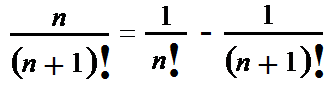 n/(n + 1)! = 1/n! - 1/(n + 1)!